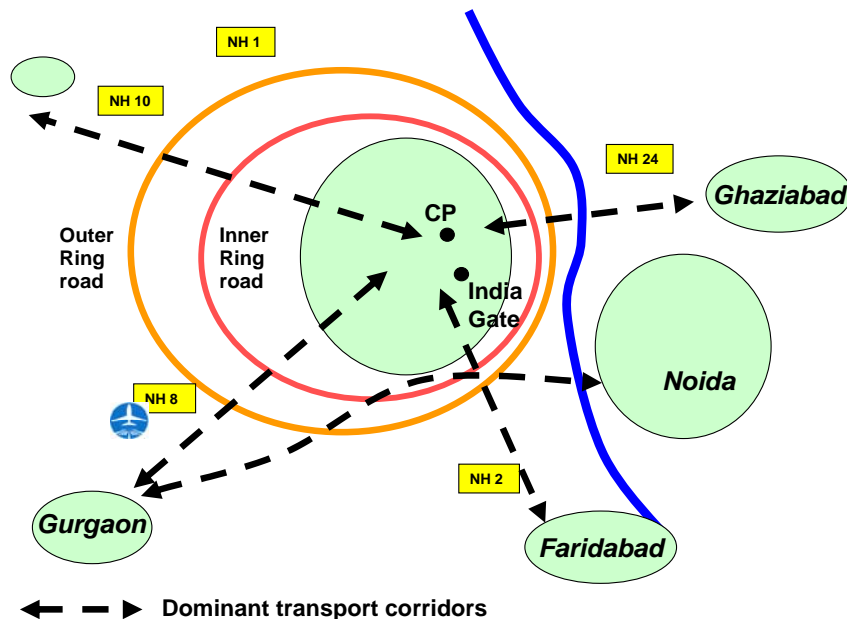 NH 1
NH 10
NH 24
Ghaziabad
CP
Outer
Ring
road
Inner
Ring
road
India
Gate
Noida
NH 8
NH 2
Gurgaon
Faridabad
Dominant transport corridors